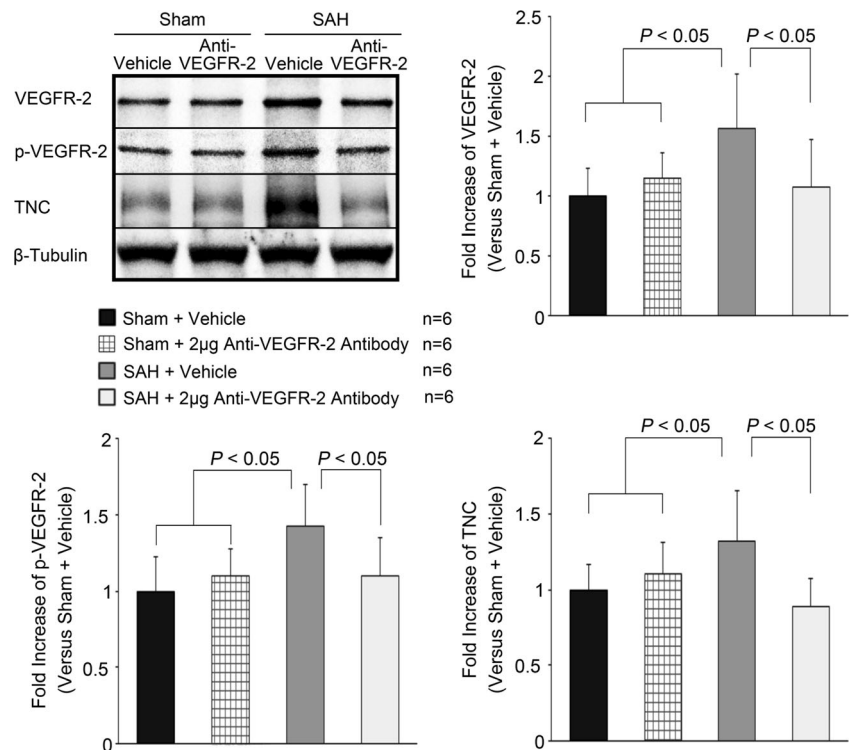 Sham SAH
Vehicle Anti-VEGFR-2 Vehicle Anti-VEGFR-2
VEGFR-2
p-VEGFR-2
TNC
β-Tubulin
Sham + Vehicle n=6
Sham + 2μg Anti-VEGFR-2 Antibody n=6
SAH + Vehicle n=6
SAH + 2μg Anti-VEGFR-2 Antibody n=6
Fold Increase of VEGFR-2
(Versus Sham + Vehicle)
2.5
2
1.5
1
0.5
0
P < 0.05
P < 0.05
Fold Increase of p-VEGFR-2
(Versus Sham + Vehicle)
2
1.5
1
0.5
0
P < 0.05 P < 0.05
Fold Increase of TNC
(Versus Sham + Vehicle)
2
1.5
1
0.5
0
P < 0.05 P < 0.05